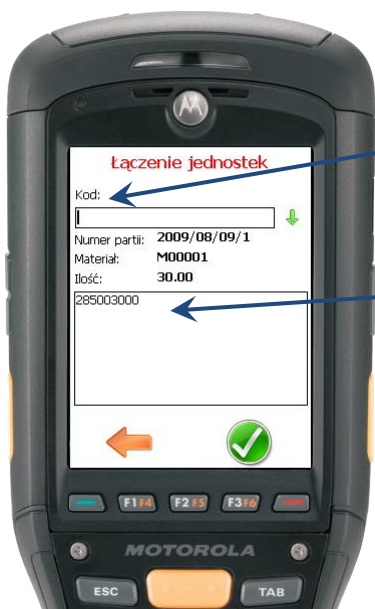 Łączenie jednostek
Kod:
Numer partii: 2009/08/09/1
Materiał: M00001
Ilość: 30.00
285003000
F1 F4 F2 F5 F3 F6
MOTOROLA
ESC TAB